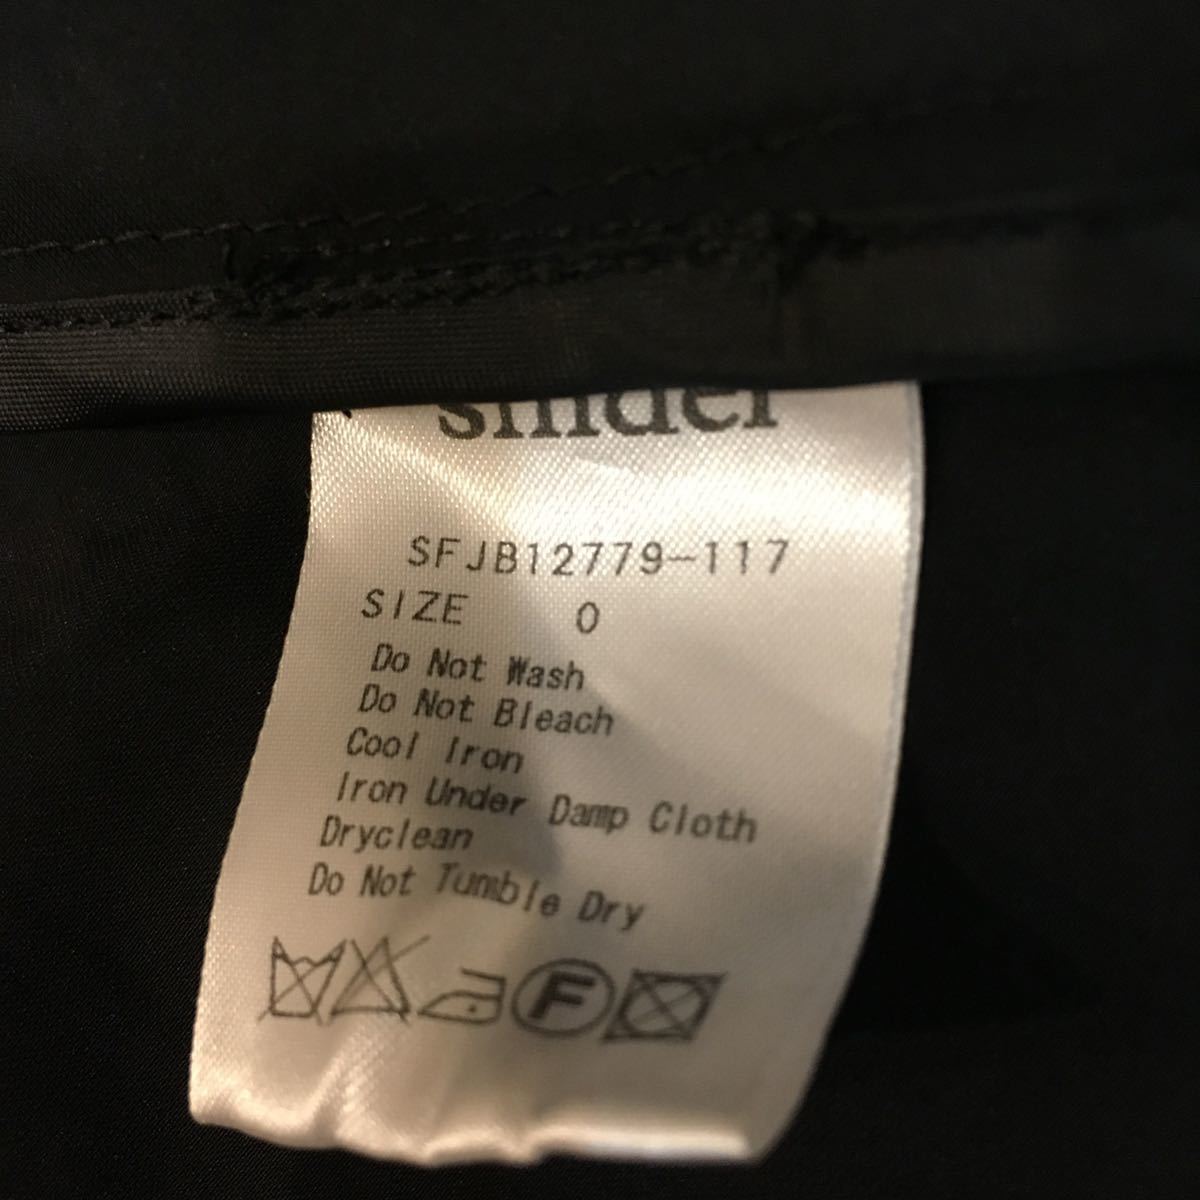 snidel
SFJB12779-117
SIZE 0
Do Not Wash
Do Not Bleach
Cool Iron
Iron Under Damp Cloth
Dryclean
Do Not Tumble Dry
F